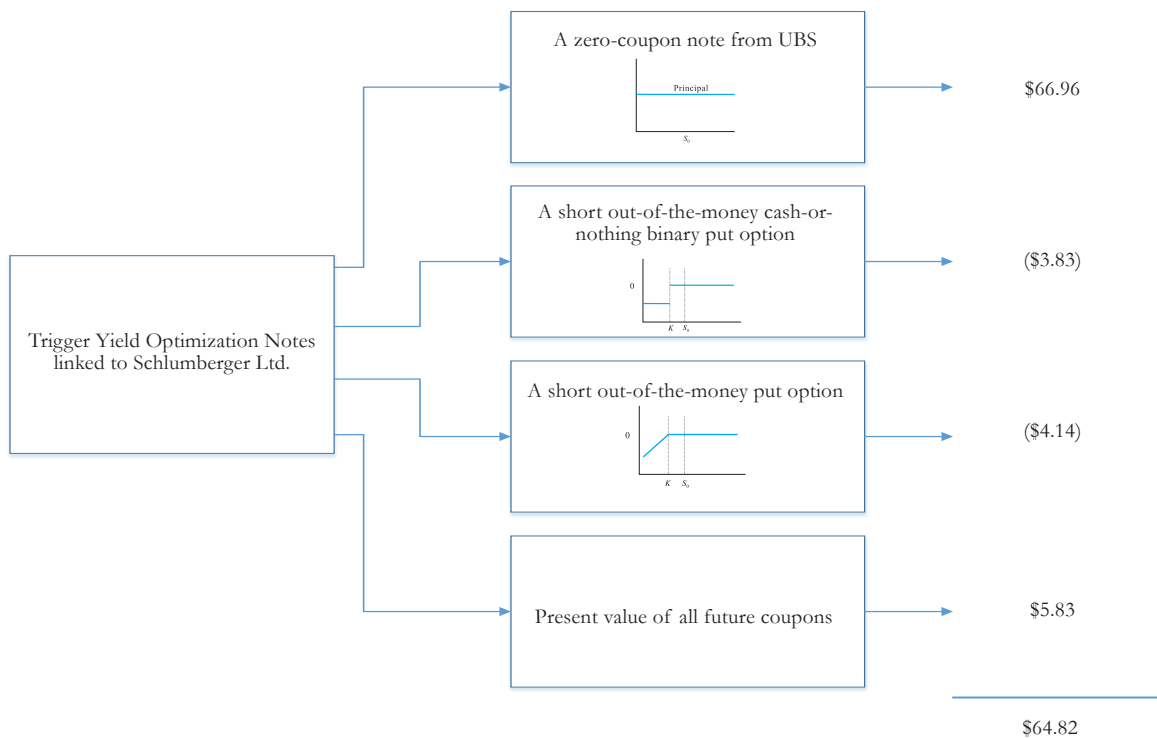 A zero-coupon note from UBS
Principal
S₀
$66.96
A short out-of-the-money cash-or-
nothing binary put option
0
K
S₀
($3.83)
Trigger Yield Optimization Notes
linked to Schlumberger Ltd.
A short out-of-the-money put option
0
K
S₀
($4.14)
Present value of all future coupons
$5.83
$64.82